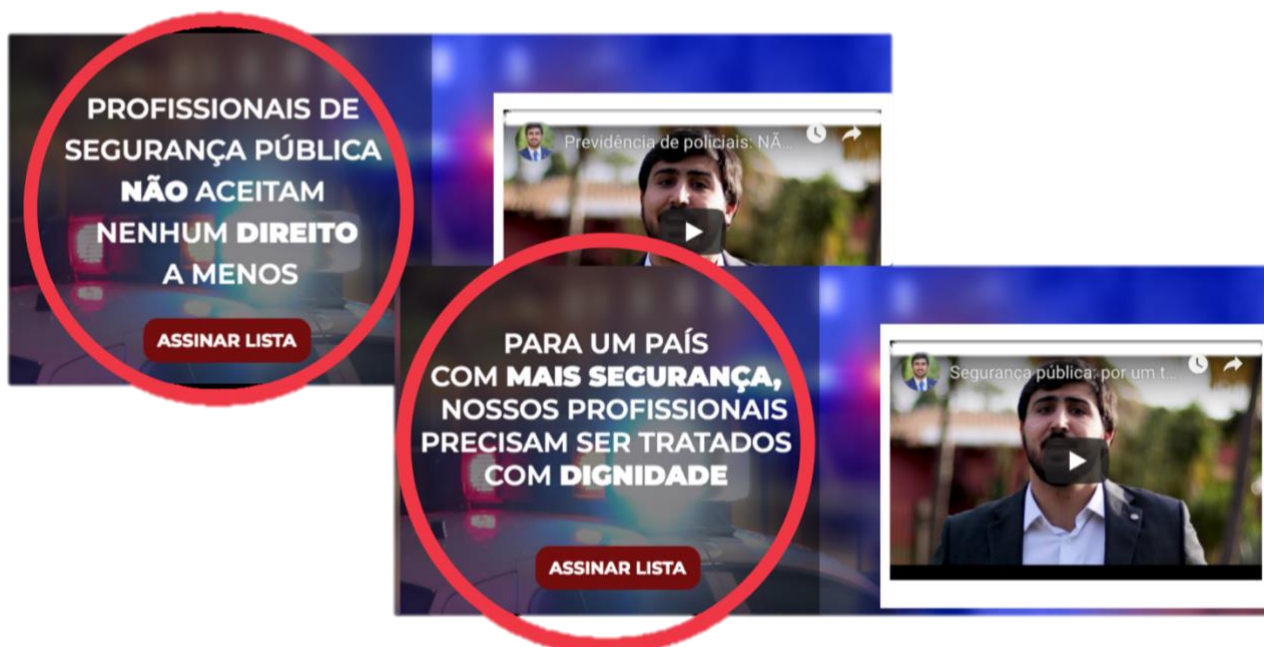 PROFISSIONAIS DE
SEGURANÇA PÚBLICA
NÃO ACEITAM
NENHUM DIREITO
A MENOS
ASSINAR LISTA
Previdência de policiais: NÃ...
PARA UM PAÍS
COM MAIS SEGURANÇA,
NOSSOS PROFISSIONAIS
PRECISAM SER TRATADOS
COM DIGNIDADE
ASSINAR LISTA
Segurança pública: por um t...